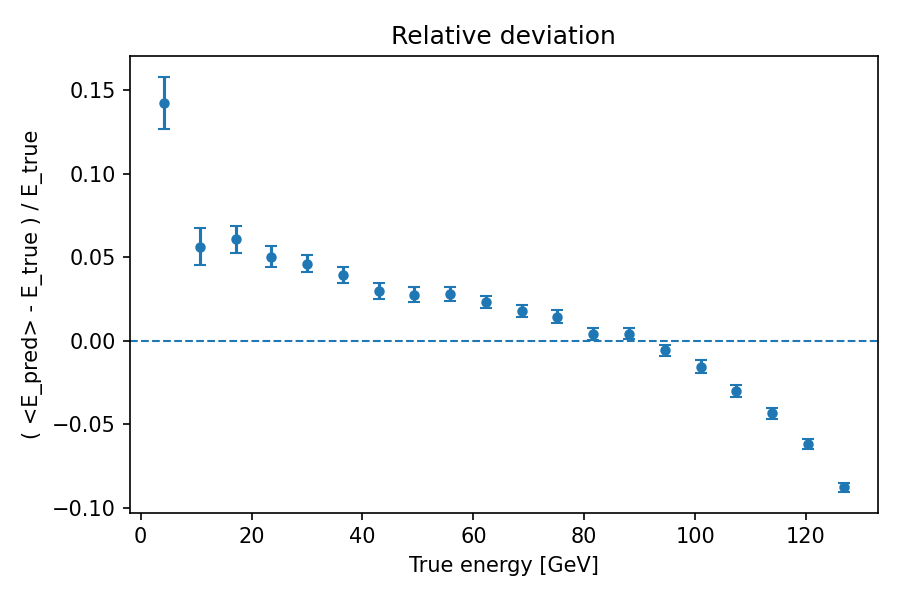 Relative deviation
( <E_pred> - E_true ) / E_true
0.15
0.10
0.05
0.00
−0.05
−0.10
0 20 40 60 80 100 120
True energy [GeV]